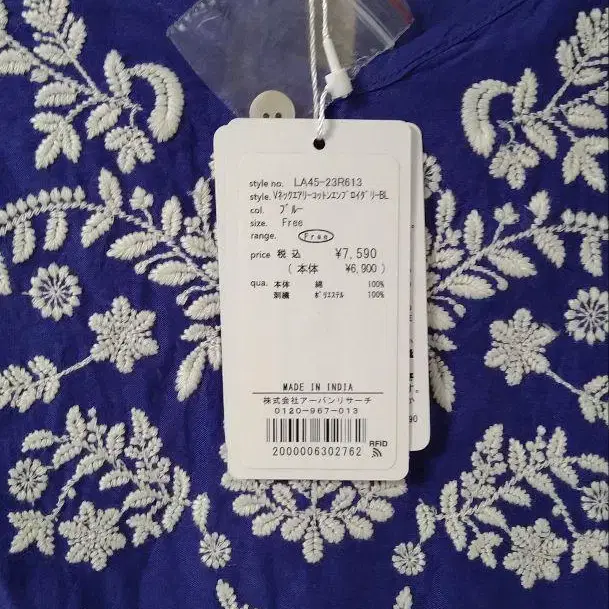 style no. LA45-23R613
style. VネックエアリーコットンエンブロイダリーBL
col. ブルー
size. Free
range. Free
price 税込 ¥7,590
(本体 ¥6,900)
qua. 本体 綿 100%
刺繍 ポリエステル 100%
MADE IN INDIA
株式会社アーバンリサーチ
0120-967-013
RFID
2000006302762